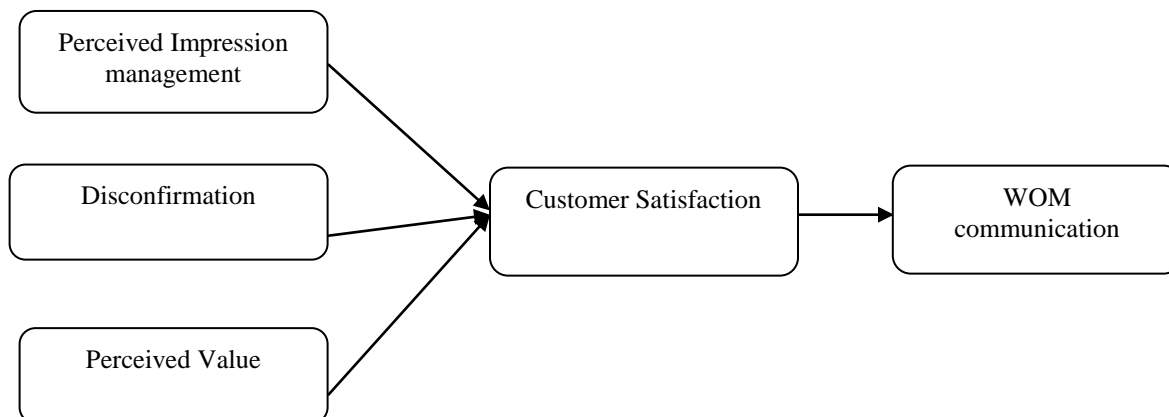 Perceived Impression
management
Disconfirmation
Perceived Value
Customer Satisfaction
WOM
communication